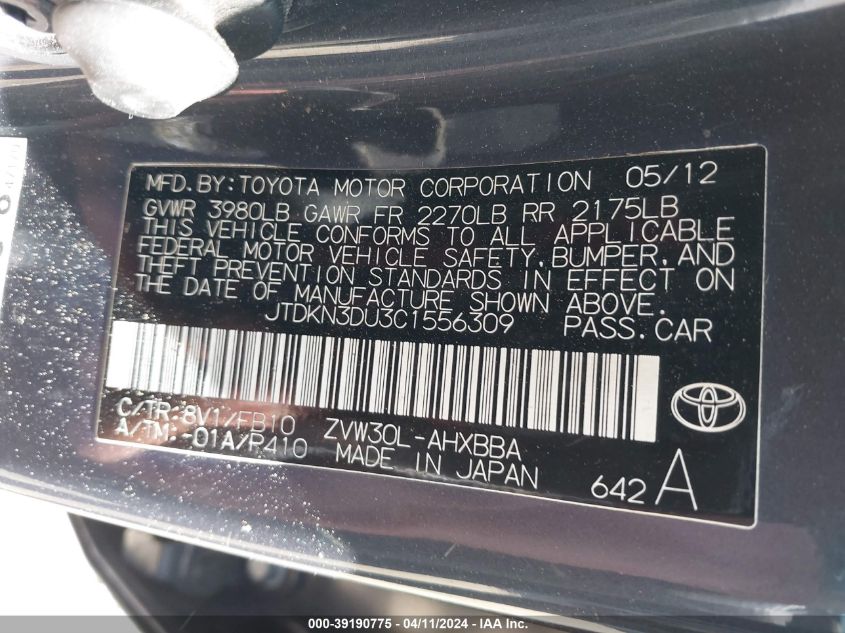 MFD. BY: TOYOTA MOTOR CORPORATION 05/12
GVWR 3980LB GAWR FR 2270LB RR 2175LB
THIS VEHICLE CONFORMS TO ALL APPLICABLE
FEDERAL MOTOR VEHICLE SAFETY, BUMPER, AND
THEFT PREVENTION STANDARDS IN EFFECT ON
THE DATE OF MANUFACTURE SHOWN ABOVE.
JTDKN3DU3C1556309 PASS. CAR
C/TR: 8V1/FB10 ZVW30L-AHXBBA
A/TM: -01A/P410 MADE IN JAPAN
642 A
000-39190775 - 04/11/2024 - IAA Inc.